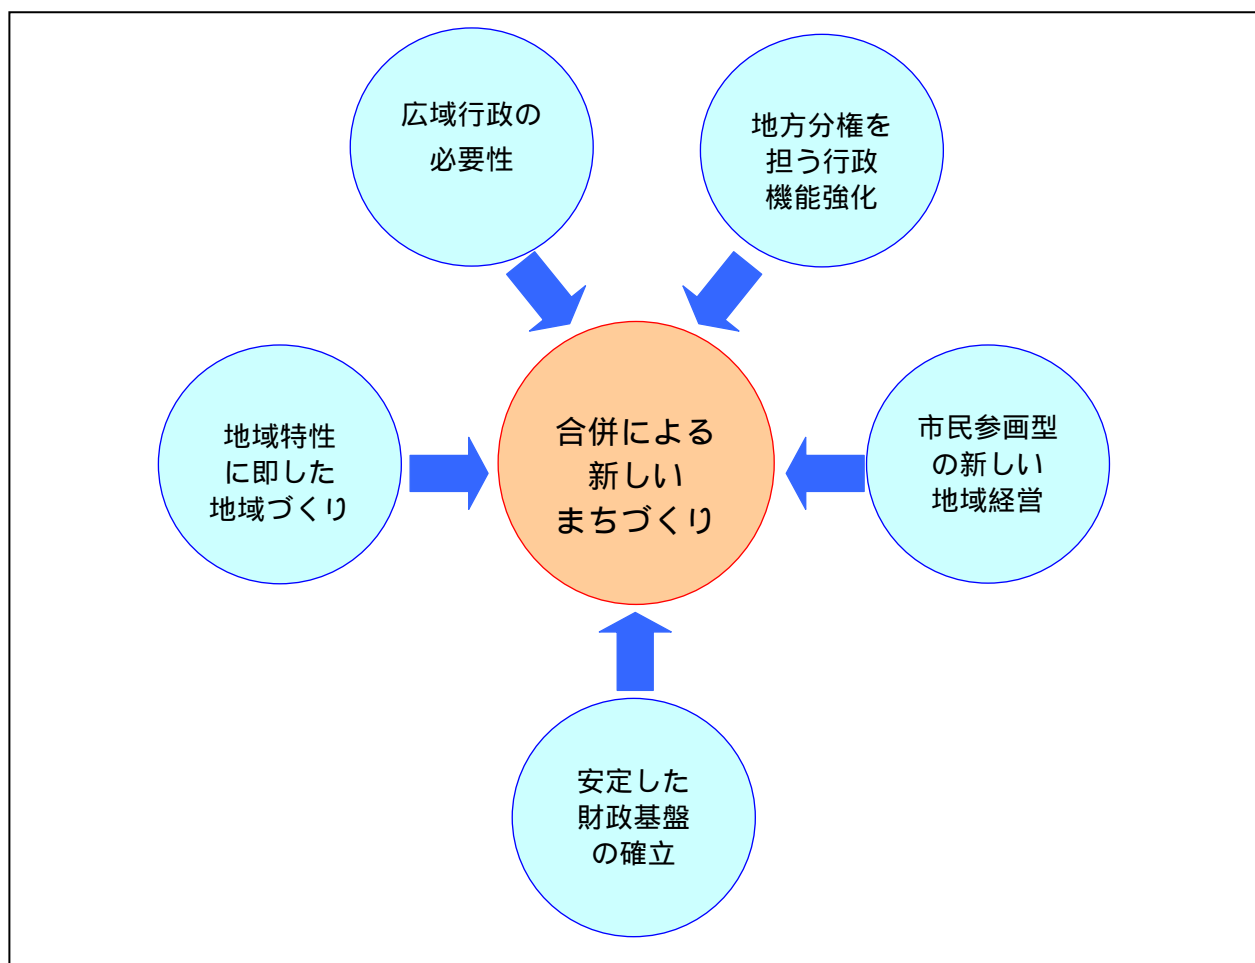 広域行政の
必要性
地方分権を
担う行政
機能強化
地域特性
に即した
地域づくり
合併による
新しい
まちづくり
市民参画型
の新しい
地域経営
安定した
財政基盤
の確立